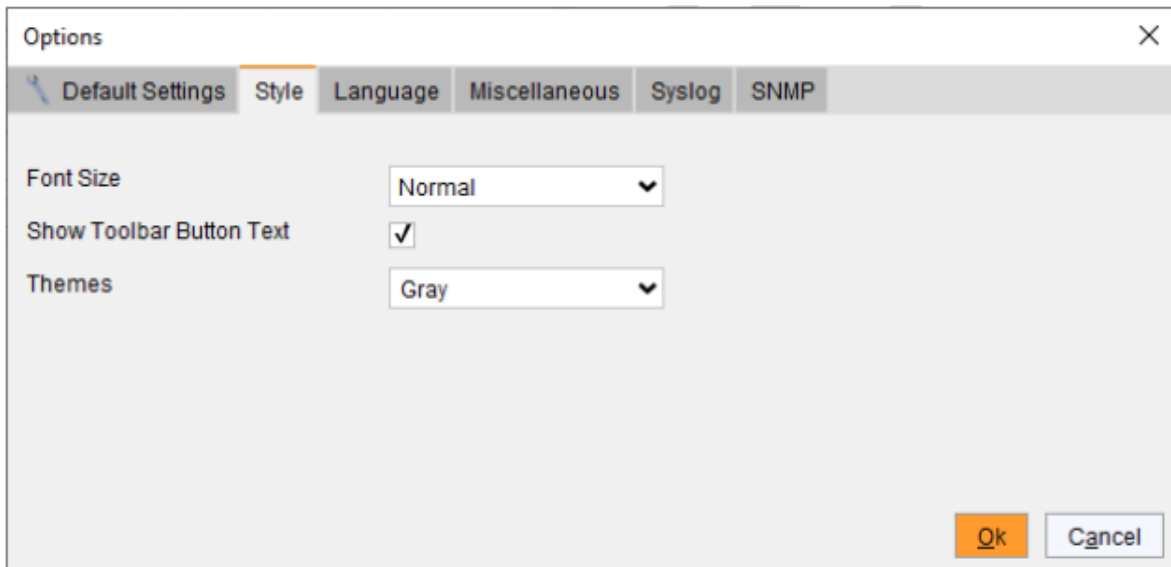 Options
Default Settings Style Language Miscellaneous Syslog SNMP
Font Size Normal
Show Toolbar Button Text
Themes Gray
Ok Cancel